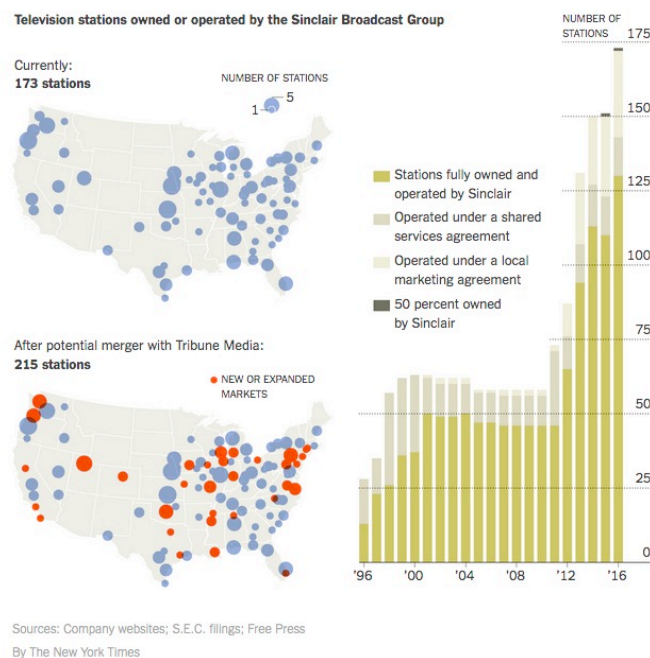 Television stations owned or operated by the Sinclair Broadcast Group
Currently:
173 stations
NUMBER OF STATIONS
5
1
After potential merger with Tribune Media:
215 stations
NEW OR EXPANDED
MARKETS
NUMBER OF
STATIONS
175
150
125
100
75
50
25
0
Stations fully owned and
operated by Sinclair
Operated under a shared
services agreement
Operated under a local
marketing agreement
50 percent owned
by Sinclair
'96
'00
'04
'08
'12
'16
Sources: Company websites; S.E.C. filings; Free Press
By The New York Times